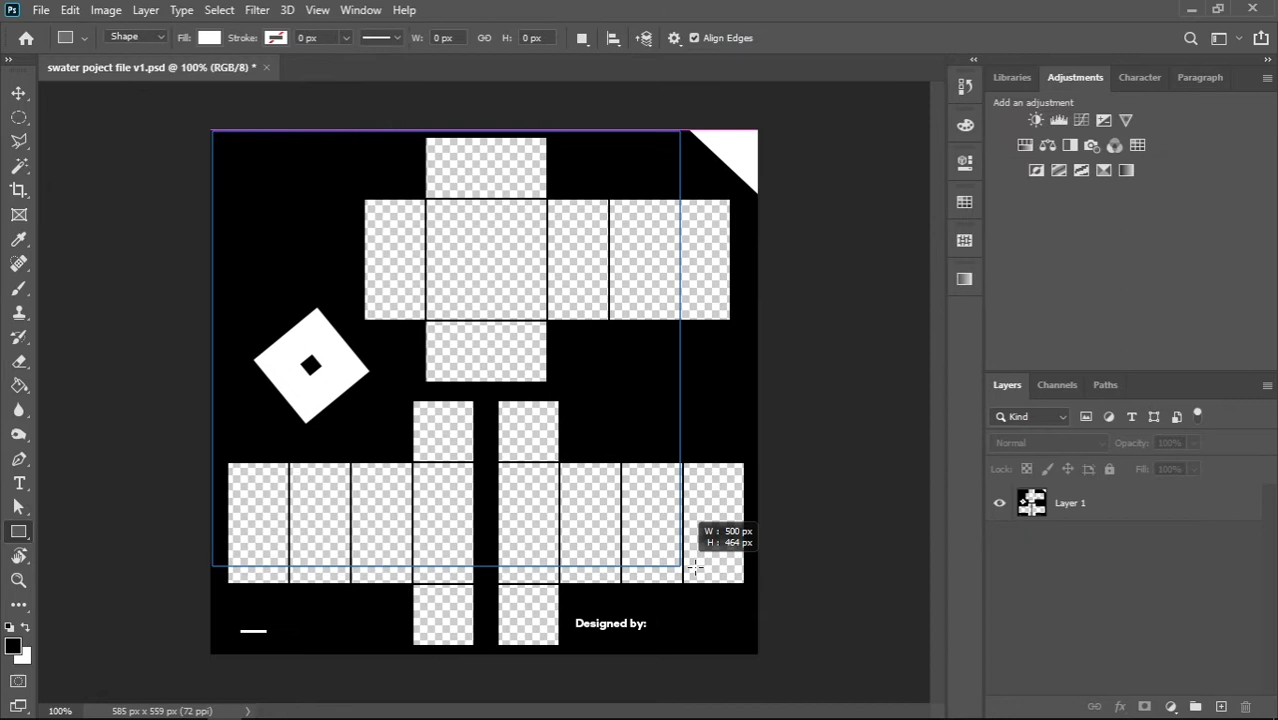 Ps File Edit Image Layer Type Select Filter 3D View Window Help
Shape Fill: Stroke: 0 px W: 0 px H: 0 px Align Edges
swater poject file v1.psd @ 100% (RGB/8) * ×
Libraries Adjustments Character Paragraph
Add an adjustment
Layers Channels Paths
Kind
Normal Opacity: 100%
Lock: Fill: 100%
Layer 1
W : 500 px
H : 464 px
Designed by:
100% 585 px x 559 px (72 ppi)